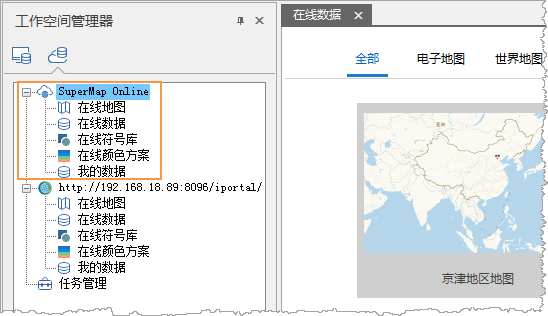 工作空间管理器
SuperMap Online
在线地图
在线数据
在线符号库
在线颜色方案
我的数据
http://192.168.18.89:8096/iportal/
在线地图
在线数据
在线符号库
在线颜色方案
我的数据
任务管理
在线数据
全部 电子地图 世界地图
京津地区地图